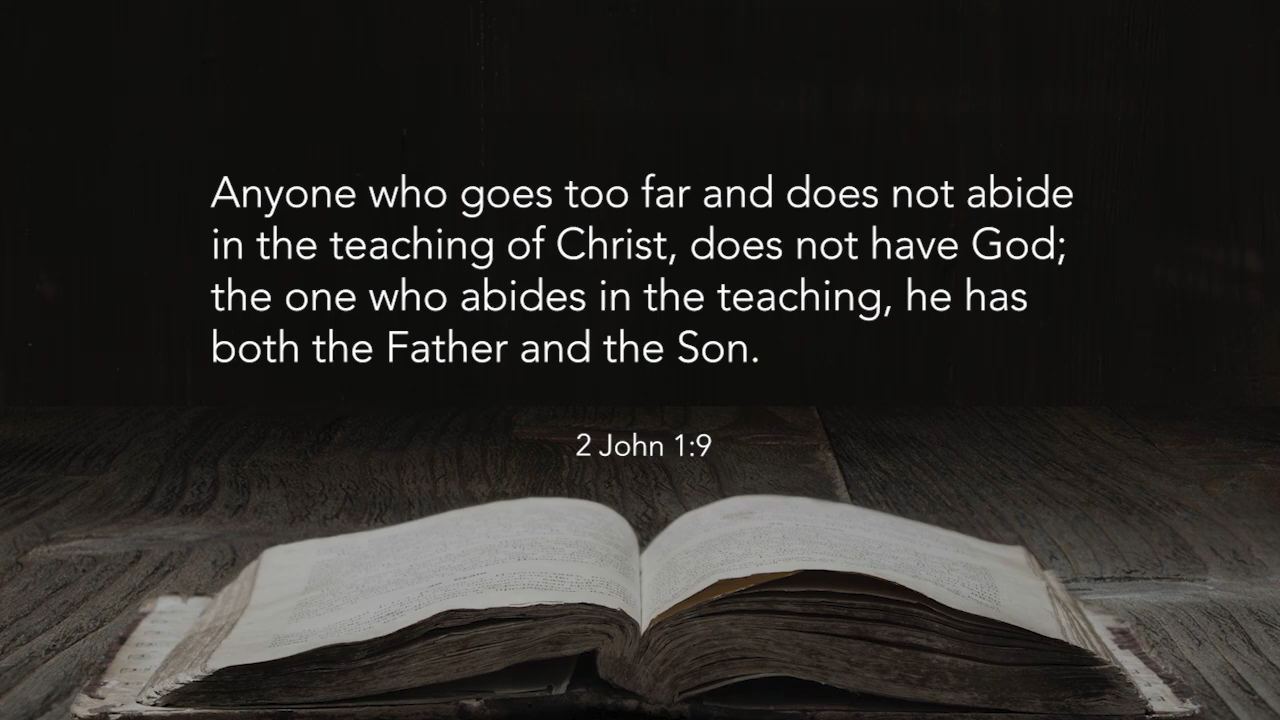 Anyone who goes too far and does not abide
in the teaching of Christ, does not have God;
the one who abides in the teaching, he has
both the Father and the Son.
2 John 1:9